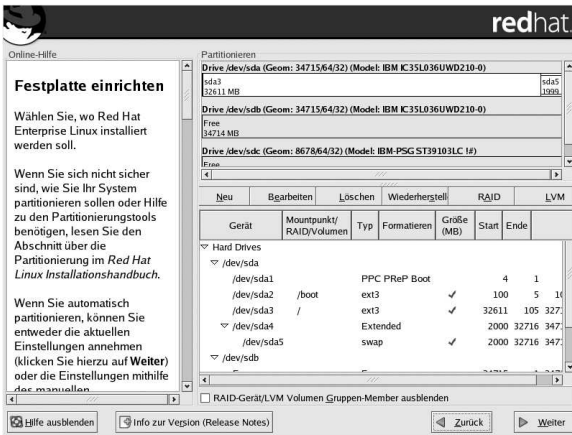 redhat.
Online-Hilfe
Festplatte einrichten
Wählen Sie, wo Red Hat
Enterprise Linux installiert
werden soll.
Wenn Sie sich nicht sicher
sind, wie Sie Ihr System
partitionieren sollen oder Hilfe
zu den Partitionierungstools
benötigen, lesen Sie den
Abschnitt über die
Partitionierung im Red Hat
Linux Installationshandbuch.
Wenn Sie automatisch
partitionieren, können Sie
entweder die aktuellen
Einstellungen annehmen
(klicken Sie hierzu auf Weiter)
oder die Einstellungen mithilfe
des manuellen
Partitionieren
Drive /dev/sda (Geom: 34715/64/32) (Model: IBM IC35L036UWD210-0)
sda3 sda5
32611 MB 1999
Drive /dev/sdb (Geom: 34715/64/32) (Model: IBM IC35L036UWD210-0)
Free
34714 MB
Drive /dev/sdc (Geom: 8678/64/32) (Model: IBM-PSG ST39103LC !#)
Free
Neu Bearbeiten Löschen Wiederherstell RAID LVM
Gerät Mountpunkt/ RAID/Volumen Typ Formatieren Größe (MB) Start Ende
Hard Drives
/dev/sda
/dev/sda1 PPC PReP Boot 4 1
/dev/sda2 /boot ext3 100 5 10
/dev/sda3 / ext3 32611 105 327
/dev/sda4 Extended 2000 32716 347
/dev/sda5 swap 2000 32716 347
/dev/sdb
RAID-Gerät/LVM Volumen Gruppen-Member ausblenden
Hilfe ausblenden Info zur Version (Release Notes) Zurück Weiter